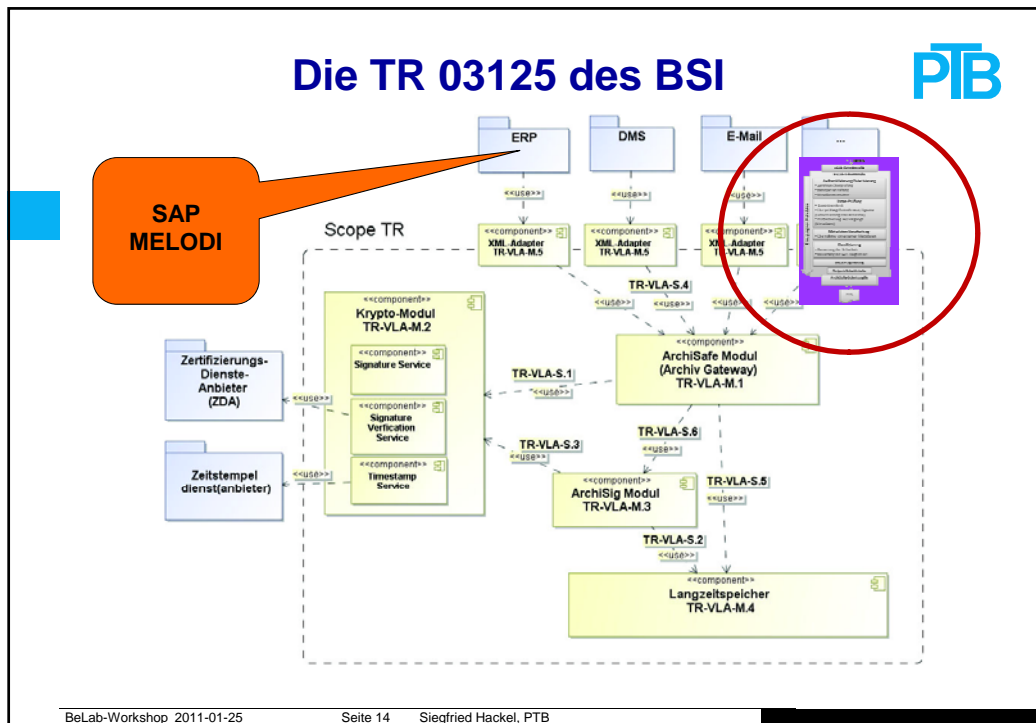 Die TR 03125 des BSI
PTB
ERP
DMS
E-Mail
...
SAP
MELODI
<<use>>
<<use>>
<<use>>
Scope TR
<<component>>
XML-Adapter
TR-VLA-M.5
<<component>>
XML-Adapter
TR-VLA-M.5
<<component>>
XML-Adapter
TR-VLA-M.5
TR-VLA-S.4
<<use>>
<<use>>
<<use>>
<<use>>
<<component>>
Krypto-Modul
TR-VLA-M.2
<<component>>
Signature Service
<<component>>
Signature
Verfication
Service
<<component>>
Timestamp
Service
Zertifizierungs-
Dienste-
Anbieter
(ZDA)
<<use>>
Zeitstempel
dienst(anbieter)
<<use>>
<<component>>
ArchiSafe Modul
(Archiv Gateway)
TR-VLA-M.1
TR-VLA-S.1
<<use>>
TR-VLA-S.6
<<use>>
TR-VLA-S.3
<<use>>
TR-VLA-S.5
<<use>>
<<component>>
ArchiSig Modul
TR-VLA-M.3
TR-VLA-S.2
<<use>>
<<component>>
Langzeitspeicher
TR-VLA-M.4
BeLab-Workshop 2011-01-25 Seite 14 Siegfried Hackel, PTB